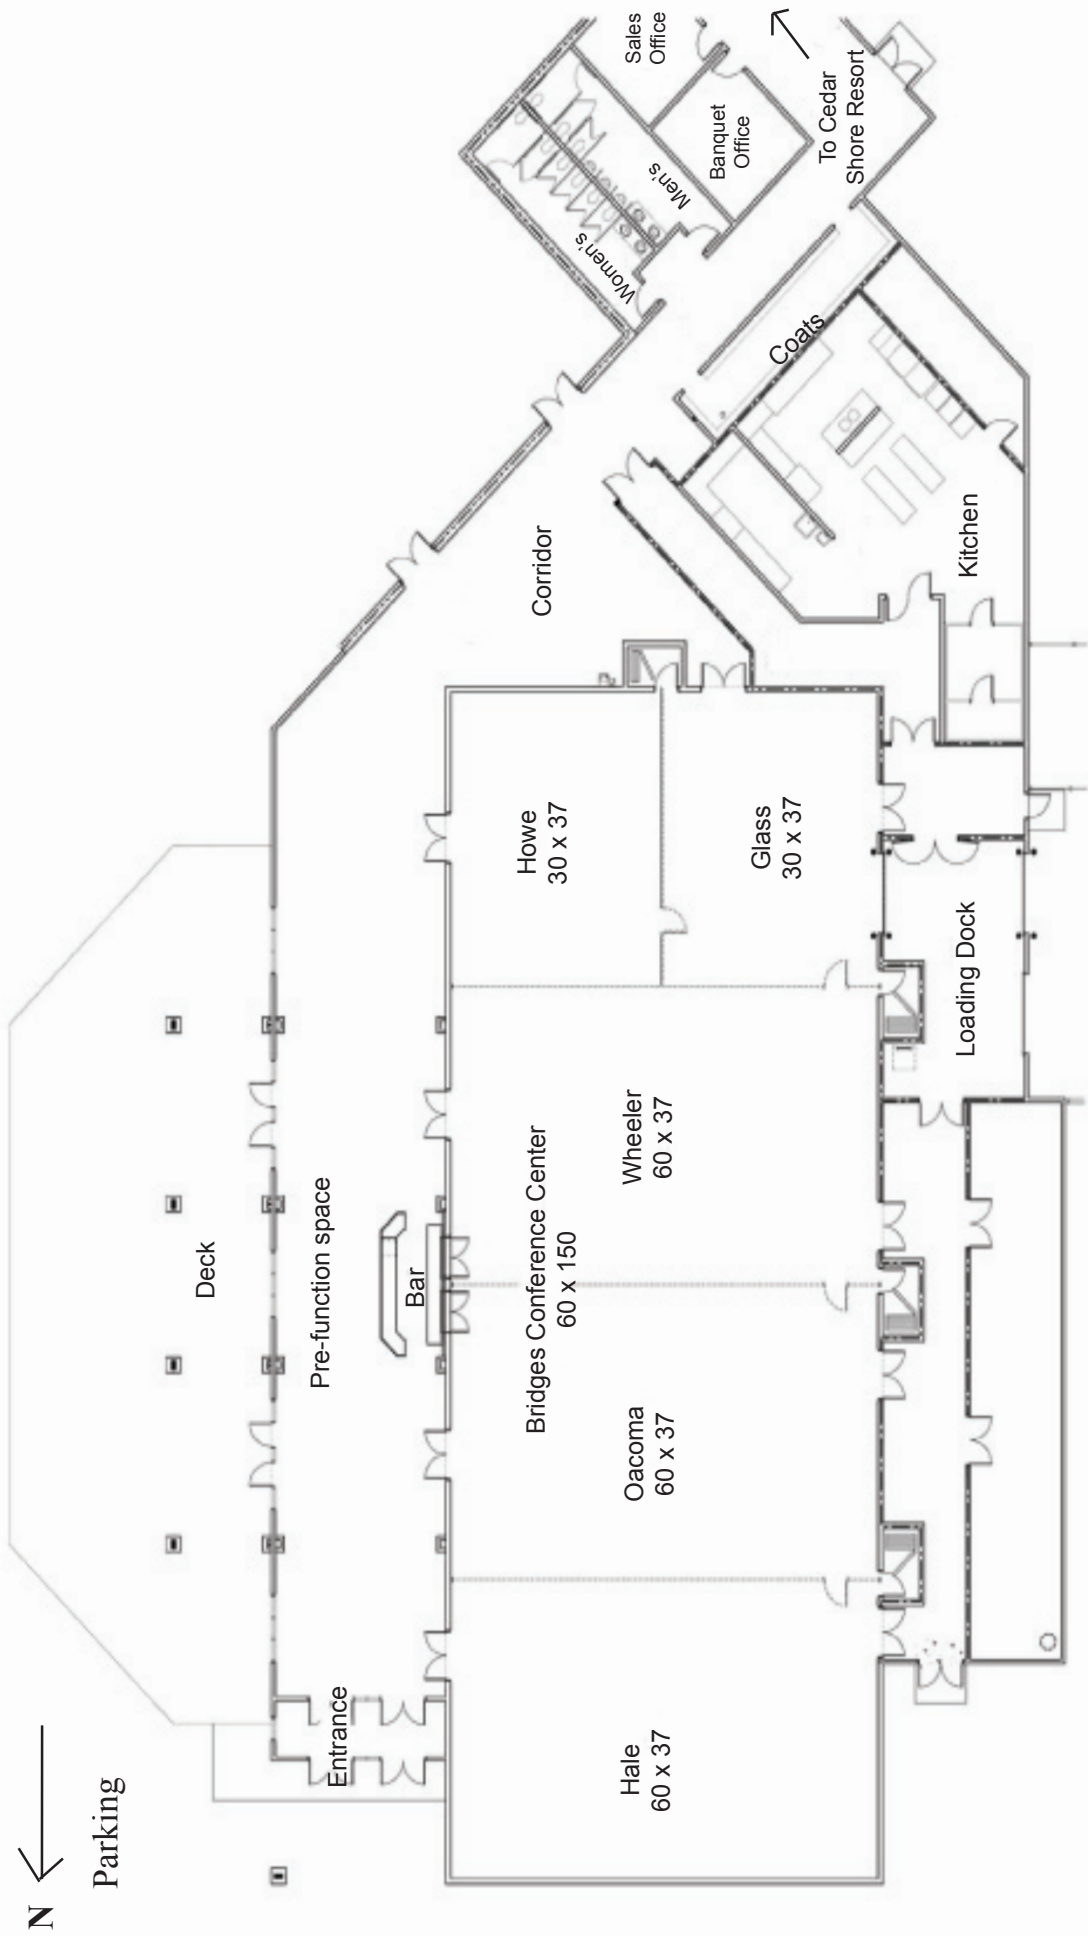 N
Parking
Deck
Pre-function space
Entrance
Bar
Bridges Conference Center
60 x 150
Hale
60 x 37
Oacoma
60 x 37
Wheeler
60 x 37
Howe
30 x 37
Glass
30 x 37
Corridor
Loading Dock
Kitchen
Coats
Women's
Men's
Banquet
Office
Sales
Office
To Cedar
Shore Resort